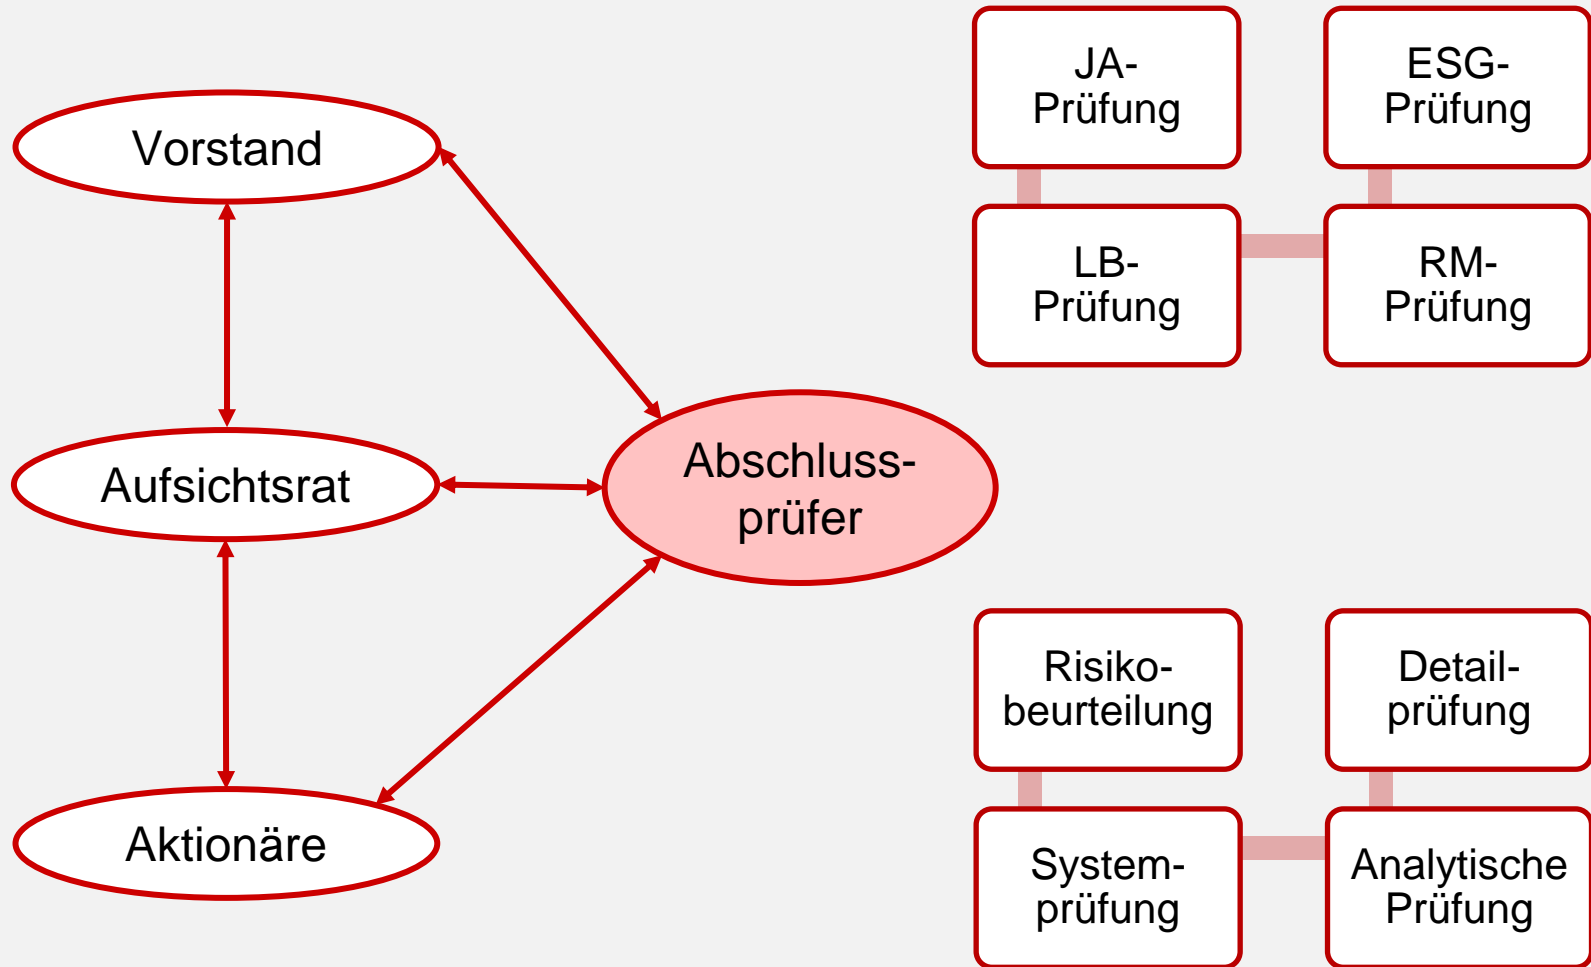 Vorstand
Aufsichtsrat
Aktionäre
Abschluss-
prüfer
JA-
Prüfung
ESG-
Prüfung
LB-
Prüfung
RM-
Prüfung
Risiko-
beurteilung
Detail-
prüfung
System-
prüfung
Analytische
Prüfung